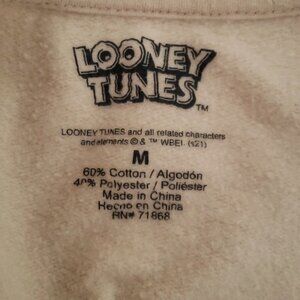 LOONEY
TUNES
TM
LOONEY TUNES and all related characters
and elements © & ™ WBEI. (s21)
M
60% Cotton / Algodón
40% Polyester / Poliéster
Made in China
Hecho en China
RN# 71868